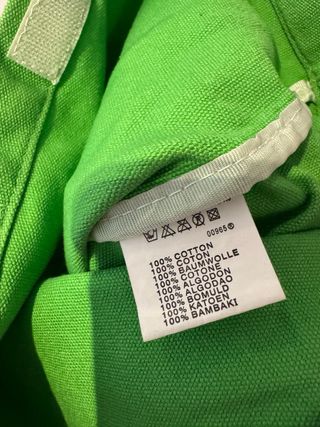 00965®
100% COTTON
100% COTON
100% BAUMWOLLE
100% COTONE
100% ALGODON
100% ALGODAO
100% BOMULD
100% KATOEN
100% BAMBAKI